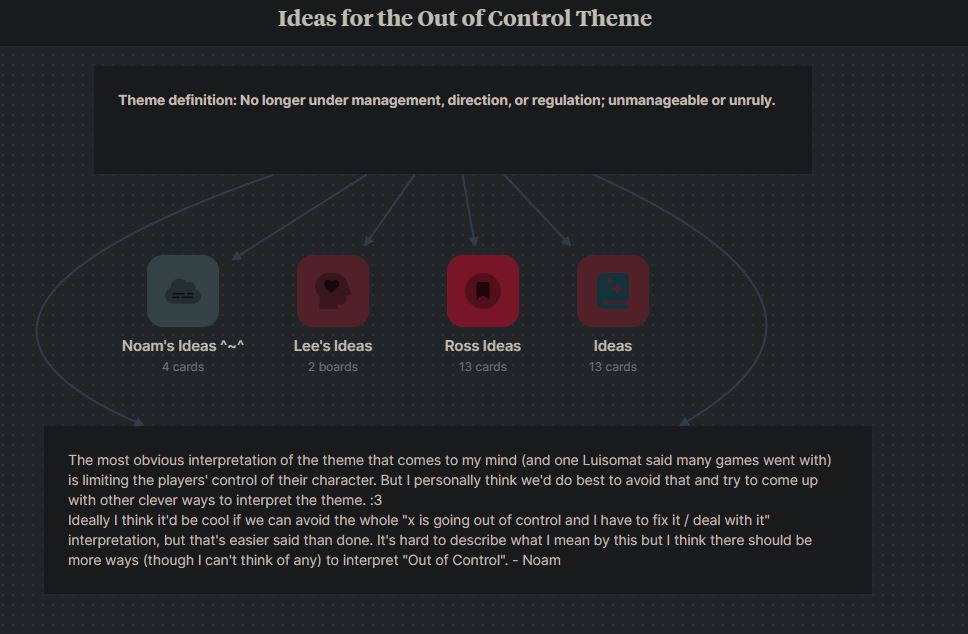 Ideas for the Out of Control Theme
Theme definition: No longer under management, direction, or regulation; unmanageable or unruly.
Noam's Ideas ^~^
4 cards
Lee's Ideas
2 boards
Ross Ideas
13 cards
Ideas
13 cards
The most obvious interpretation of the theme that comes to my mind (and one Luisomat said many games went with)
is limiting the players' control of their character. But I personally think we'd do best to avoid that and try to come up
with other clever ways to interpret the theme. :3
Ideally I think it'd be cool if we can avoid the whole "x is going out of control and I have to fix it / deal with it"
interpretation, but that's easier said than done. It's hard to describe what I mean by this but I think there should be
more ways (though I can't think of any) to interpret "Out of Control". - Noam